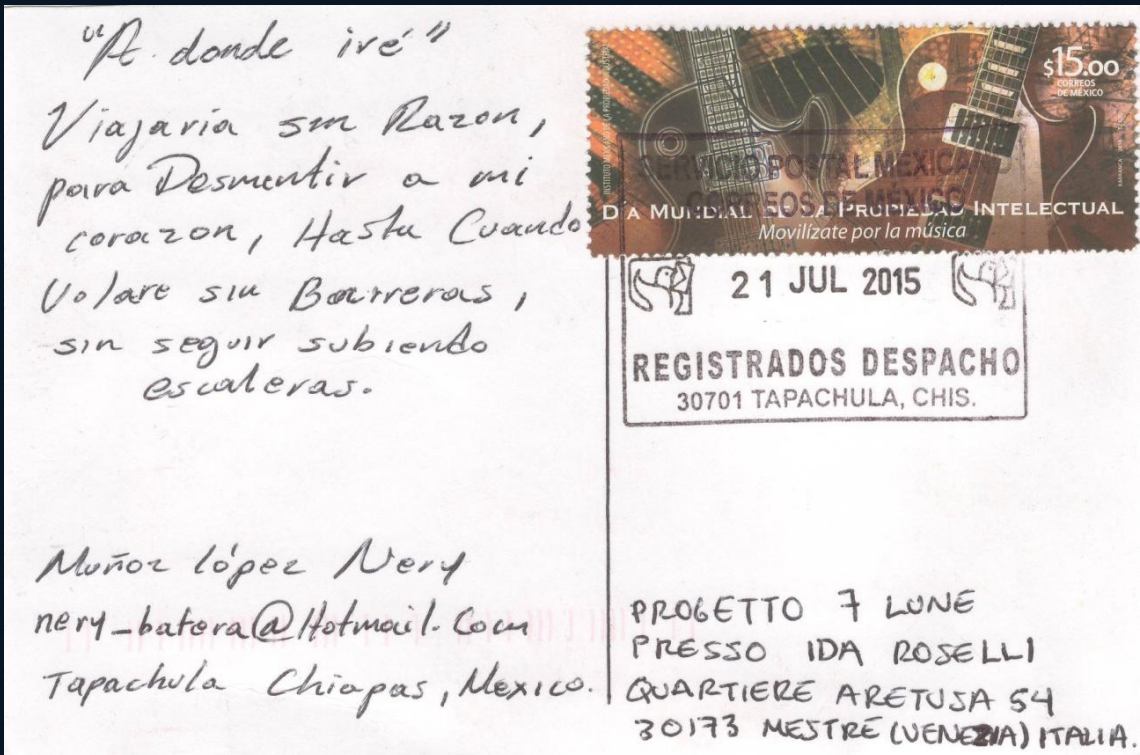 "A donde iré"
Viajaria sin Razon,
para Desmentir a mi
corazon, Hasta Cuando
Volare sin Barreras,
sin seguir subiendo
escaleras.
Muñoz lópez Nery
nery_batera@Hotmail.Com
Tapachula Chiapas, Mexico.
$15.00
CORREOS
DE MÉXICO
SERVICIO POSTAL MEXICANO
CORREOS DE MÉXICO
DÍA MUNDIAL DE LA PROPIEDAD INTELECTUAL
Movilízate por la música
21 JUL 2015
REGISTRADOS DESPACHO
30701 TAPACHULA, CHIS.
PROGETTO 7 LUNE
PRESSO IDA ROSELLI
QUARTIERE ARETUSA 54
30173 MESTRE (VENEZIA) ITALIA.